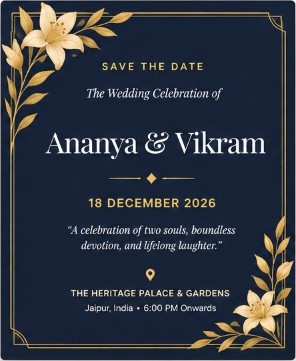 SAVE THE DATE
The Wedding Celebration of
Ananya & Vikram
18 DECEMBER 2026
"A celebration of two souls, boundless
devotion, and lifelong laughter."
THE HERITAGE PALACE & GARDENS
Jaipur, India • 6:00 PM Onwards